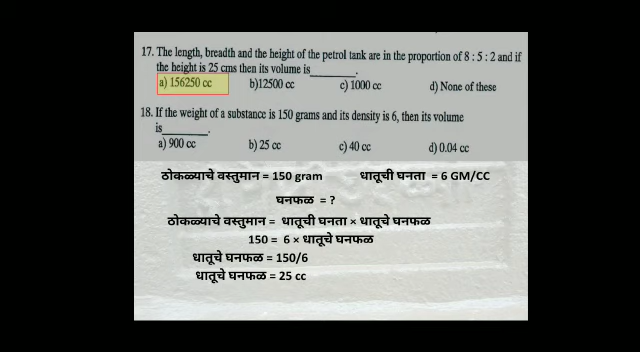 17. The length, breadth and the height of the petrol tank are in the proportion of 8 : 5 : 2 and if
the height is 25 cms then its volume is_________.
a) 156250 cc b)12500 cc c) 1000 cc d) None of these
18. If the weight of a substance is 150 grams and its density is 6, then its volume
is_________.
a) 900 cc b) 25 cc c) 40 cc d) 0.04 cc
ठोकळ्याचे वस्तुमान = 150 gram धातूची घनता = 6 GM/CC
घनफळ = ?
ठोकळ्याचे वस्तुमान = धातूची घनता × धातूचे घनफळ
150 = 6 × धातूचे घनफळ
धातूचे घनफळ = 150/6
धातूचे घनफळ = 25 cc